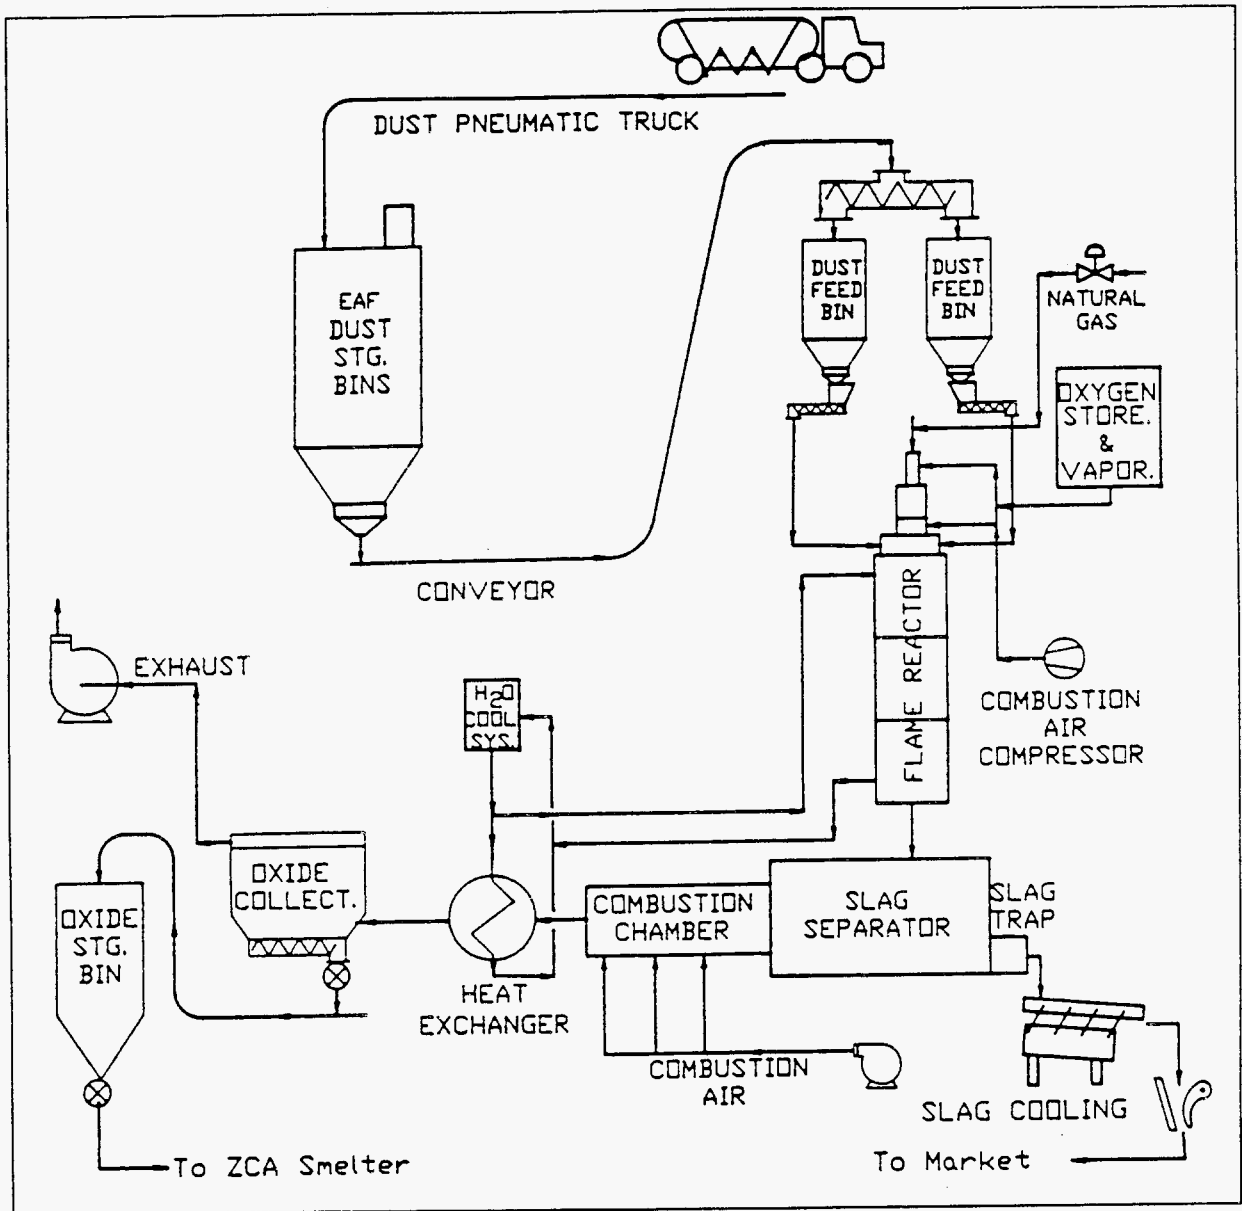 DUST PNEUMATIC TRUCK
EAF
DUST
STG.
BINS
DUST
FEED
BIN
DUST
FEED
BIN
NATURAL
GAS
OXYGEN
STORE.
&
VAPOR.
CONVEYOR
FLAME REACTOR
EXHAUST
H2O
COOL
SYS.
COMBUSTION
AIR
COMPRESSOR
OXIDE
COLLECT.
OXIDE
STG.
BIN
HEAT
EXCHANGER
COMBUSTION
CHAMBER
SLAG
SEPARATOR
SLAG
TRAP
COMBUSTION
AIR
SLAG COOLING
To ZCA Smelter
To Market